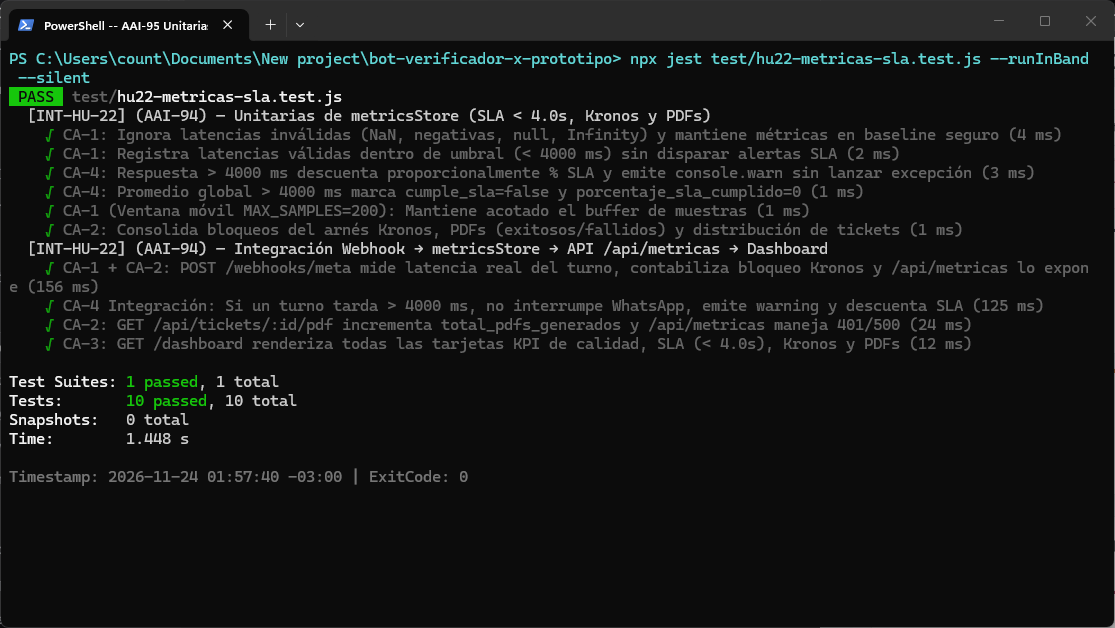 PowerShell -- AAI-95 Unitaria
PS C:\Users\count\Documents\New project\bot-verificador-x-prototipo> npx jest test/hu22-metricas-sla.test.js --runInBand
--silent
PASS test/hu22-metricas-sla.test.js
[INT-HU-22] (AAI-94) - Unitarias de metricsStore (SLA < 4.0s, Kronos y PDFs)
√ CA-1: Ignora latencias inválidas (NaN, negativas, null, Infinity) y mantiene métricas en baseline seguro (4 ms)
√ CA-1: Registra latencias válidas dentro de umbral (< 4000 ms) sin disparar alertas SLA (2 ms)
√ CA-4: Respuesta > 4000 ms descuenta proporcionalmente % SLA y emite console.warn sin lanzar excepción (3 ms)
√ CA-4: Promedio global > 4000 ms marca cumple_sla=false y porcentaje_sla_cumplido=0 (1 ms)
√ CA-1 (Ventana móvil MAX_SAMPLES=200): Mantiene acotado el buffer de muestras (1 ms)
√ CA-2: Consolida bloqueos del arnés Kronos, PDFs (exitosos/fallidos) y distribución de tickets (1 ms)
[INT-HU-22] (AAI-94) - Integración Webhook → metricsStore → API /api/metricas → Dashboard
√ CA-1 + CA-2: POST /webhooks/meta mide latencia real del turno, contabiliza bloqueo Kronos y /api/metricas lo expon
e (156 ms)
√ CA-4 Integración: Si un turno tarda > 4000 ms, no interrumpe WhatsApp, emite warning y descuenta SLA (125 ms)
√ CA-2: GET /api/tickets/:id/pdf incrementa total_pdfs_generados y /api/metricas maneja 401/500 (24 ms)
√ CA-3: GET /dashboard renderiza todas las tarjetas KPI de calidad, SLA (< 4.0s), Kronos y PDFs (12 ms)
Test Suites: 1 passed, 1 total
Tests: 10 passed, 10 total
Snapshots: 0 total
Time: 1.448 s
Timestamp: 2026-11-24 01:57:40 -03:00 | ExitCode: 0